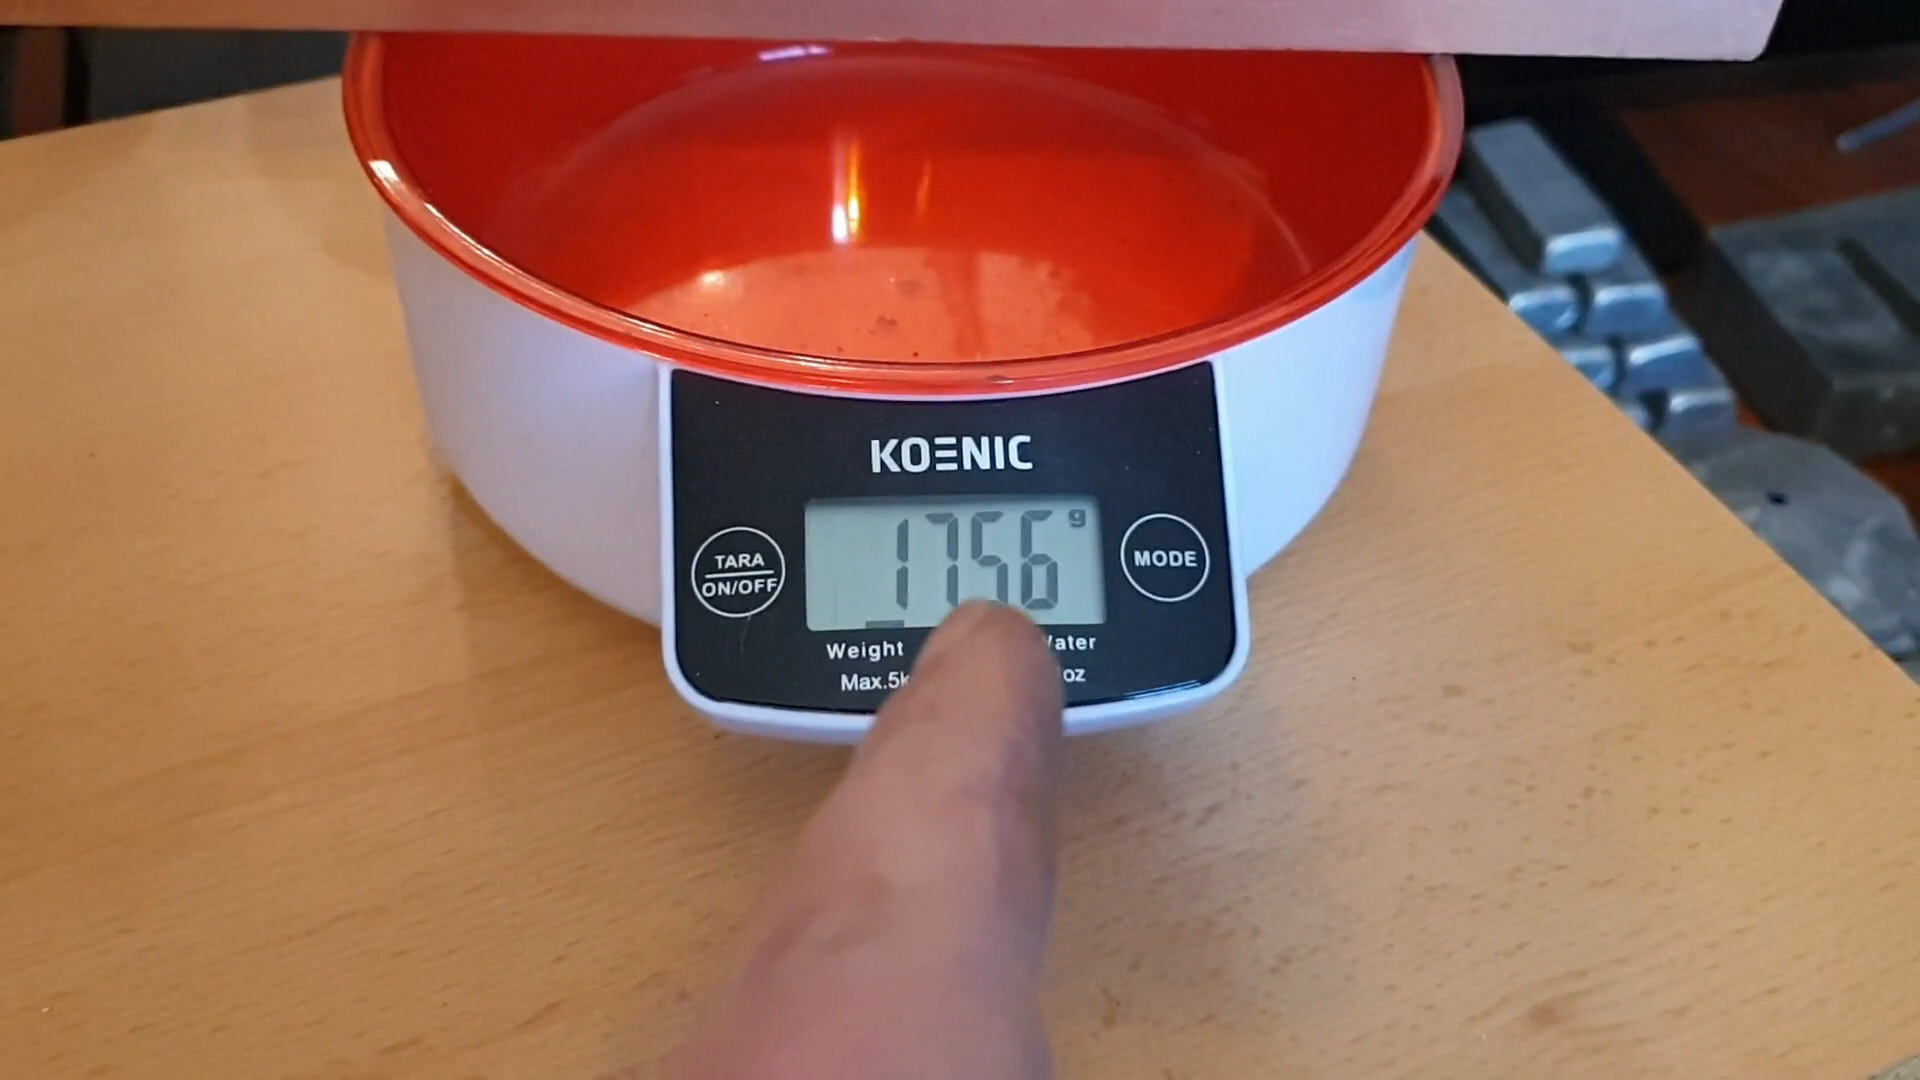 KOENIC
1756 g
TARA
ON/OFF
MODE
Weight
Max.5k
oz